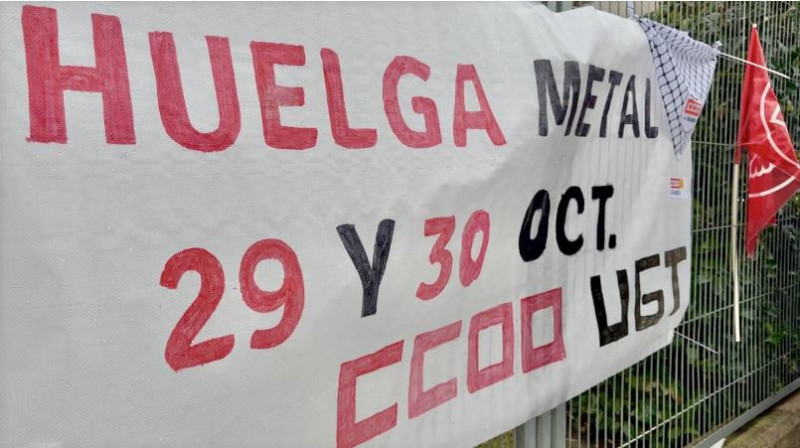 HUELGA METAL
29 Y 30 OCT.
CCOO UGT